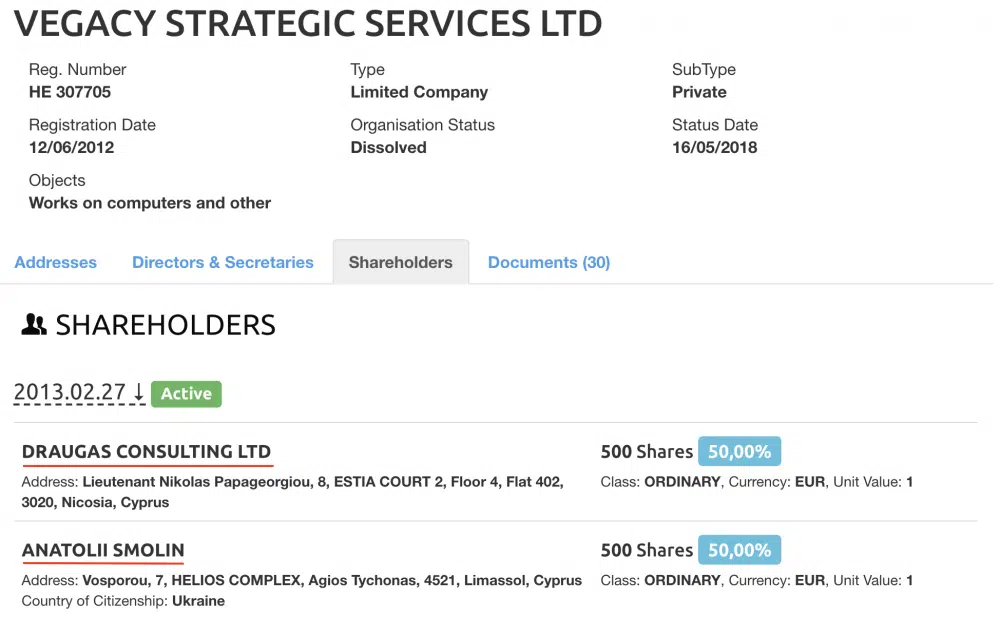 VEGACY STRATEGIC SERVICES LTD
Reg. Number
HE 307705
Type
Limited Company
SubType
Private
Registration Date
12/06/2012
Organisation Status
Dissolved
Status Date
16/05/2018
Objects
Works on computers and other
Addresses
Directors & Secretaries
Shareholders
Documents (30)
SHAREHOLDERS
2013.02.27 ↓ Active
DRAUGAS CONSULTING LTD
Address: Lieutenant Nikolas Papageorgiou, 8, ESTIA COURT 2, Floor 4, Flat 402,
3020, Nicosia, Cyprus
500 Shares 50,00%
Class: ORDINARY, Currency: EUR, Unit Value: 1
ANATOLII SMOLIN
Address: Vosporou, 7, HELIOS COMPLEX, Agios Tychonas, 4521, Limassol, Cyprus
Country of Citizenship: Ukraine
500 Shares 50,00%
Class: ORDINARY, Currency: EUR, Unit Value: 1